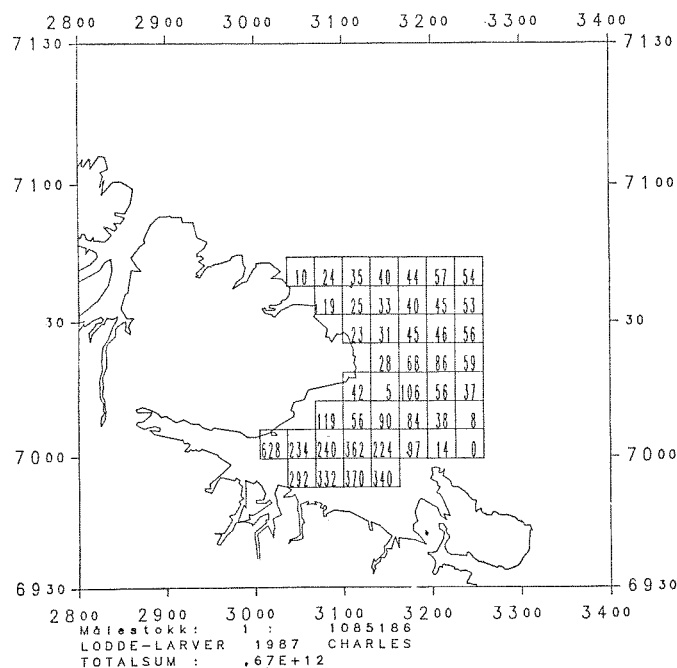 2800 2900 3000 3100 3200 3300 3400
7130 7130
7100 7100
10 24 35 40 44 57 54
19 25 33 40 45 53
30 30
23 31 45 46 56
28 68 86 59
42 5 106 56 37
119 56 90 84 38 8
628 234 240 362 224 97 14 0
7000 7000
292 332 370 340
6930 6930
2800 2900 3000 3100 3200 3300 3400
Målestokk: 1 : 1085186
LODDE-LARVER 1987 CHARLES
TOTALSUM : ,67E+12